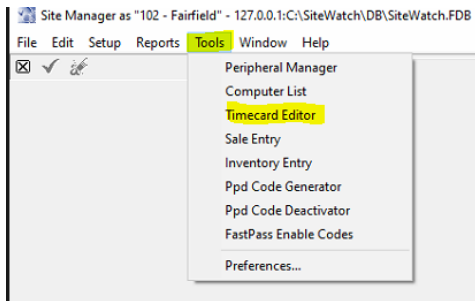 Site Manager as "102 - Fairfield" - 127.0.0.1:C:\SiteWatch\DB\SiteWatch.FDB
File Edit Setup Reports Tools Window Help
Peripheral Manager
Computer List
Timecard Editor
Sale Entry
Inventory Entry
Ppd Code Generator
Ppd Code Deactivator
FastPass Enable Codes
Preferences...